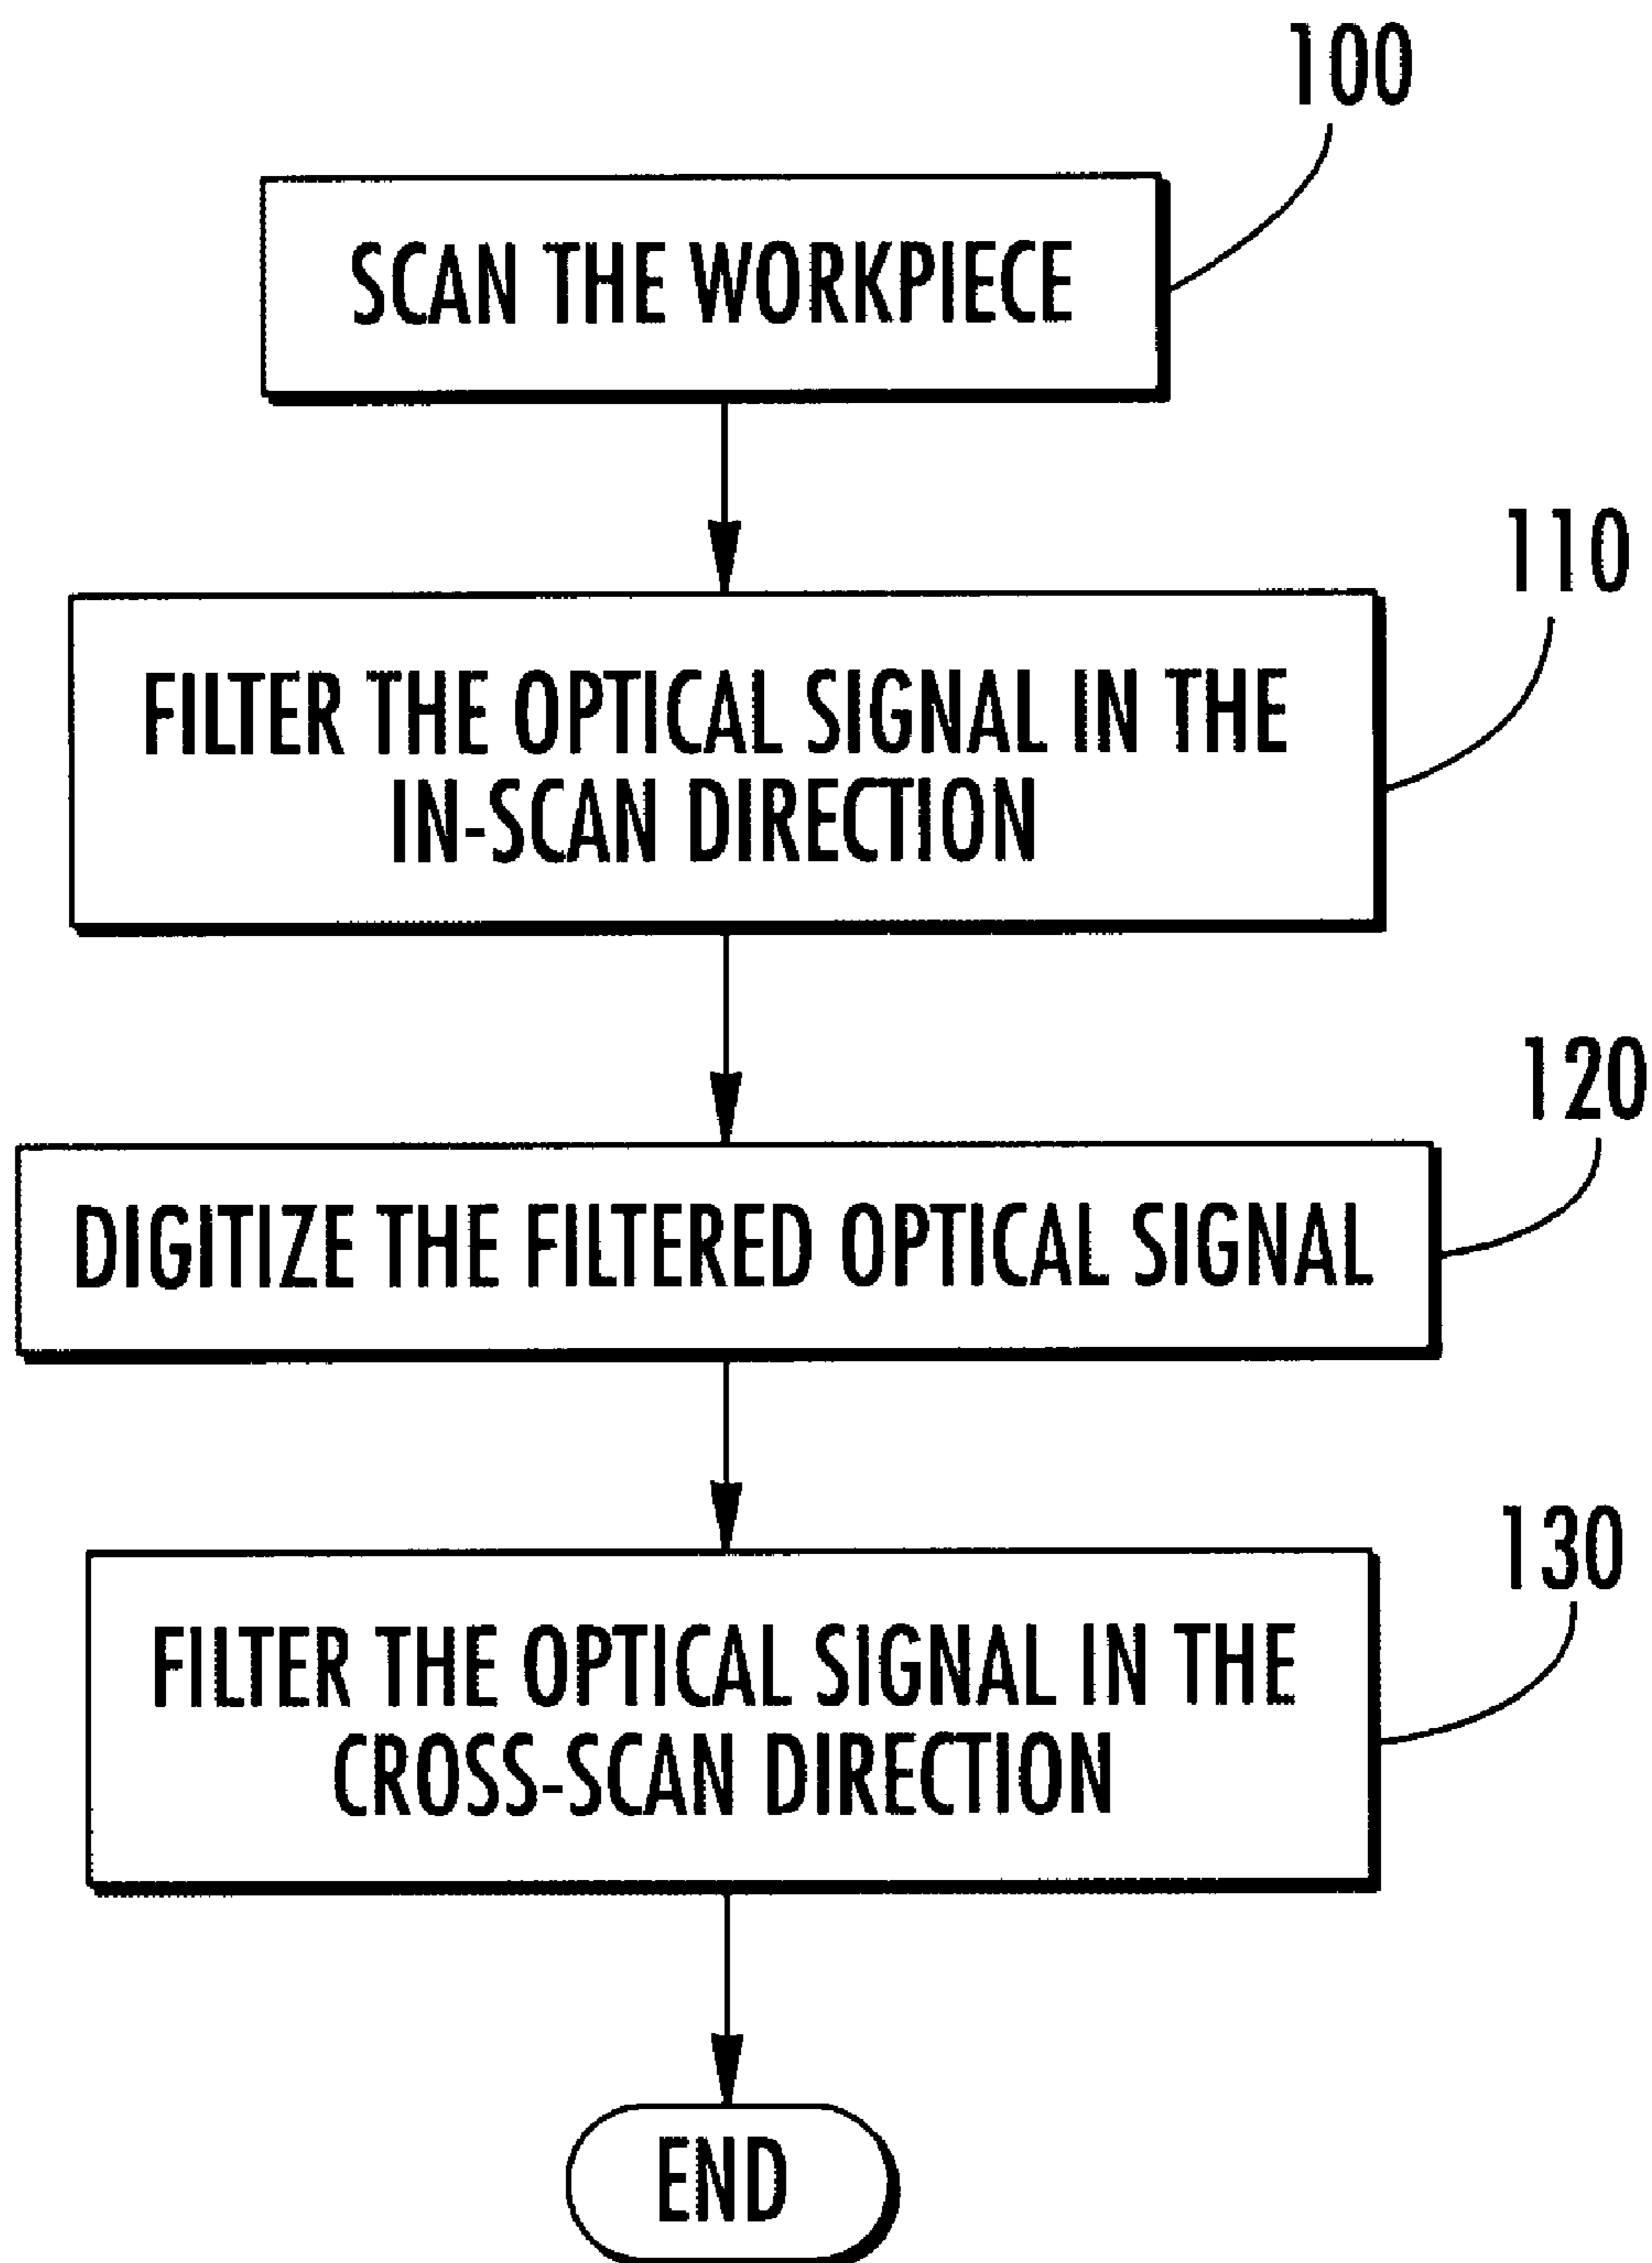 100
SCAN THE WORKPIECE
110
FILTER THE OPTICAL SIGNAL IN THE
IN-SCAN DIRECTION
120
DIGITIZE THE FILTERED OPTICAL SIGNAL
130
FILTER THE OPTICAL SIGNAL IN THE
CROSS-SCAN DIRECTION
END